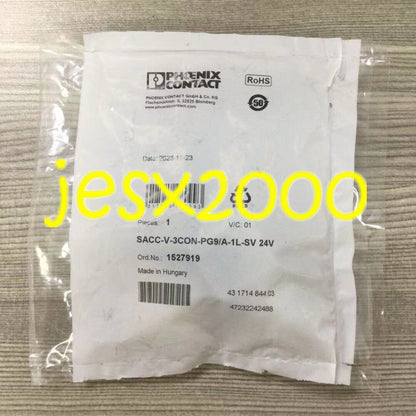 PHOENIX
CONTACT
RoHS
PHOENIX CONTACT GmbH & Co. KG
Flachsmarktstr. 8, 32825 Blomberg
www.phoenixcontact.com
50
jesx2000
Pieces: 1
V/C: 01
SACC-V-3CON-PG9/A-1L-SV 24V
Ord.No.: 1527919
Made in Hungary
43 1714 844 03
47232242488